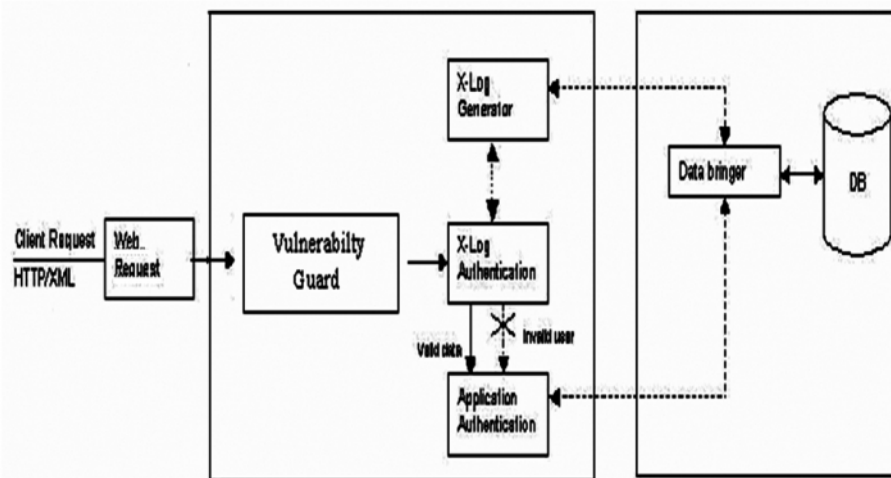 X-Log
Generator
Data bringer
DB
Client Request
HTTP/XML
Web
Request
Vulnerabilty
Guard
X-Log
Authentication
Valid data
Invalid user
Application
Authentication